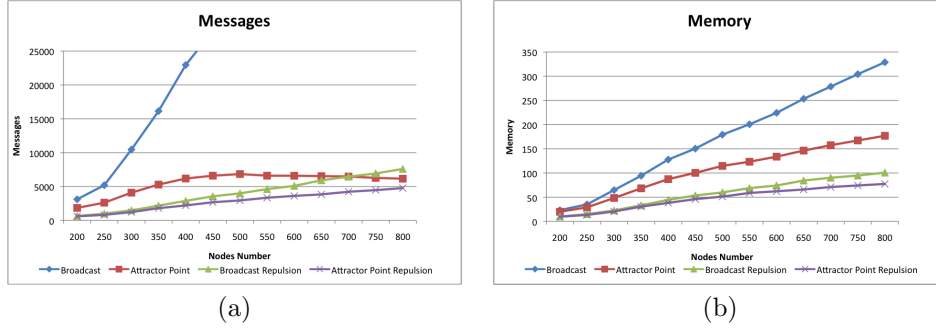 Messages
25000
20000
15000
10000
5000
0
Messages
200 250 300 350 400 450 500 550 600 650 700 750 800
Nodes Number
Broadcast Attractor Point Broadcast Repulsion Attractor Point Repulsion
(a)
Memory
350
300
250
200
150
100
50
0
Memory
200 250 300 350 400 450 500 550 600 650 700 750 800
Nodes Number
Broadcast Attractor Point Broadcast Repulsion Attractor Point Repulsion
(b)